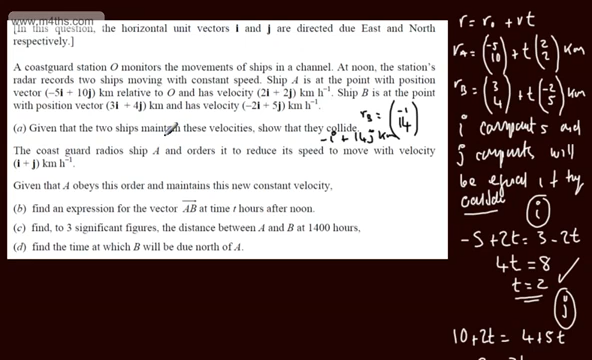 [In this question, the horizontal unit vectors i and j are directed due East and North
respectively.]
A coastguard station O monitors the movements of ships in a channel. At noon, the station's
radar records two ships moving with constant speed. Ship A is at the point with position
vector (−5i + 10j) km relative to O and has velocity (2i + 2j) km h⁻¹. Ship B is at the point
with position vector (3i + 4j) km and has velocity (−2i + 5j) km h⁻¹.
(a) Given that the two ships maintain these velocities, show that they collide.
r_B = (-1 14)
-i + 14j km
The coast guard radios ship A and orders it to reduce its speed to move with velocity
(i + j) km h⁻¹.
Given that A obeys this order and maintains this new constant velocity,
(b) find an expression for the vector AB at time t hours after noon.
(c) find, to 3 significant figures, the distance between A and B at 1400 hours,
(d) find the time at which B will be due north of A.
r = r₀ + vt
r_A = (-5 10) + t(2 2) km
r_B = (3 4) + t(-2 5) km
i components and
j components will
be equal if they
collide
i
-5 + 2t = 3 - 2t
4t = 8
t = 2 ✓
j
10 + 2t = 4 + 5t